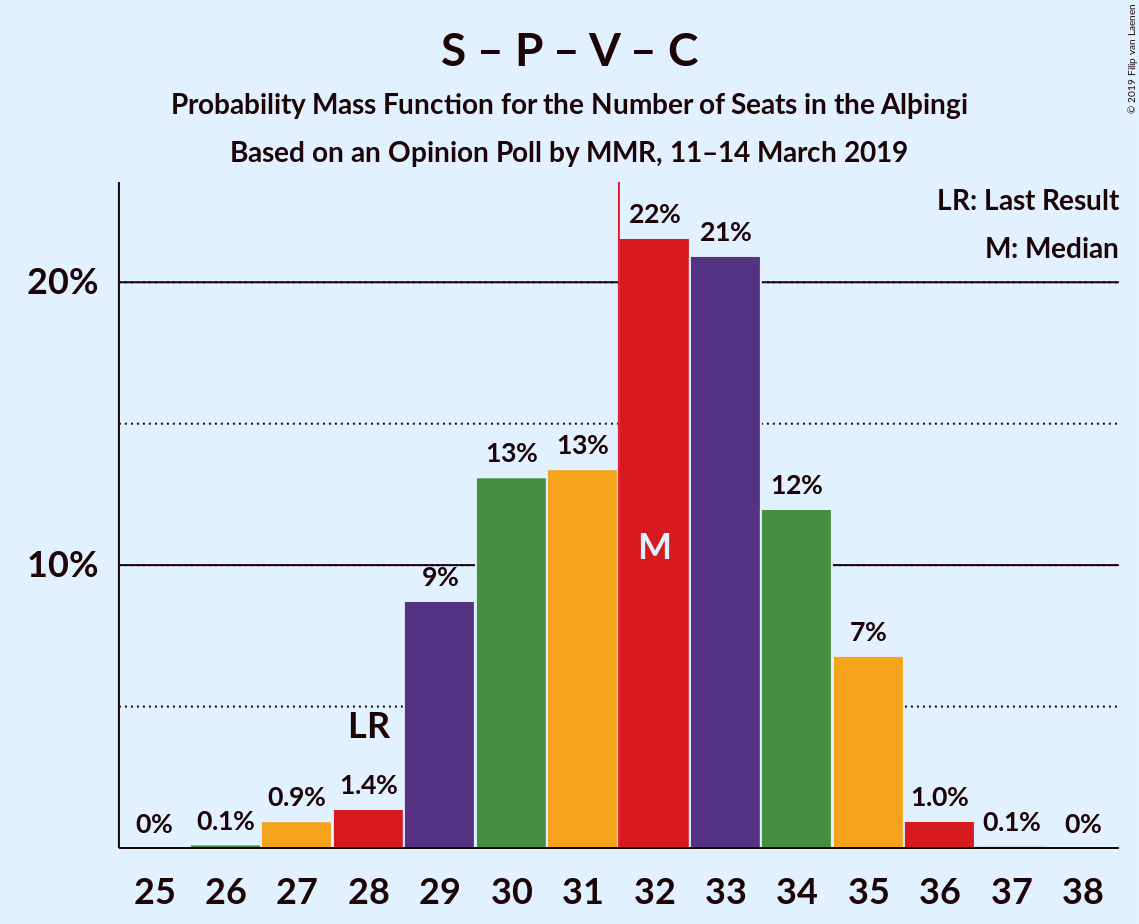 S – P – V – C
Probability Mass Function for the Number of Seats in the Alþingi
Based on an Opinion Poll by MMR, 11–14 March 2019
© 2019 Filip van Laenen
LR: Last Result
M: Median
22%
21%
20%
13%
13%
12%
M
10%
9%
7%
LR
1.4%
0.9%
1.0%
0%
0.1%
0.1%
0%
25 26 27 28 29 30 31 32 33 34 35 36 37 38